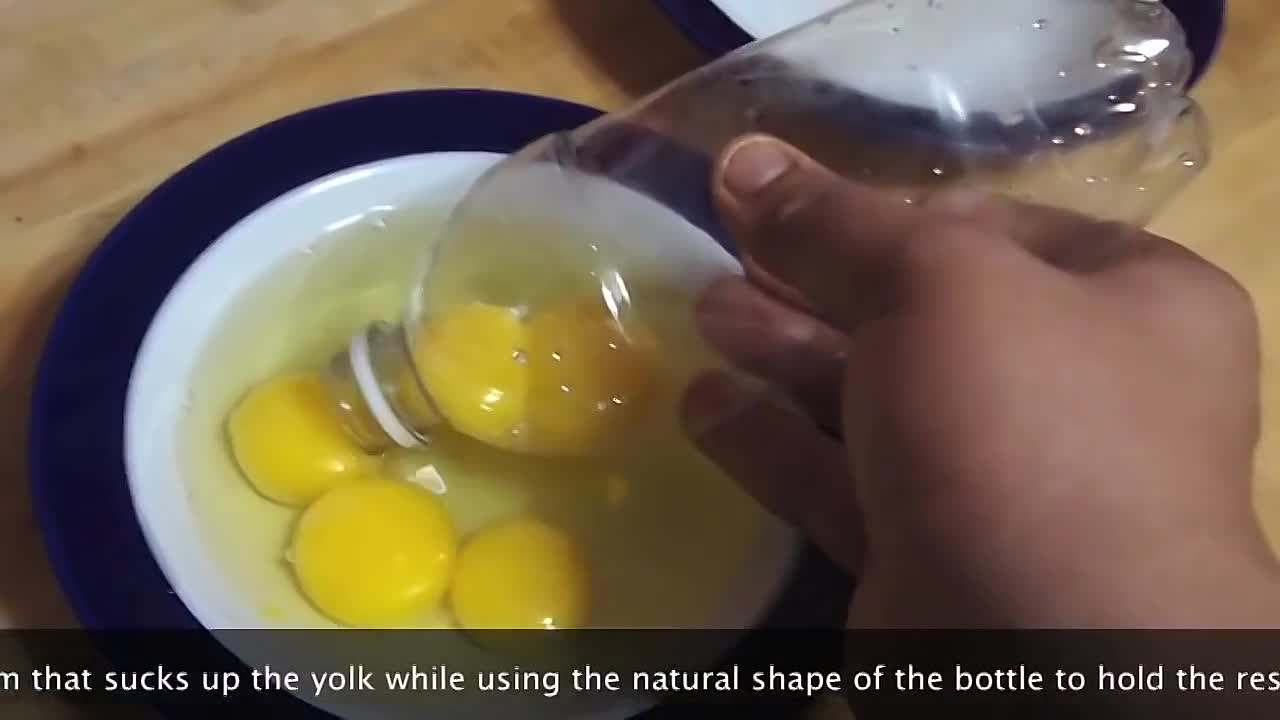 m that sucks up the yolk while using the natural shape of the bottle to hold the res